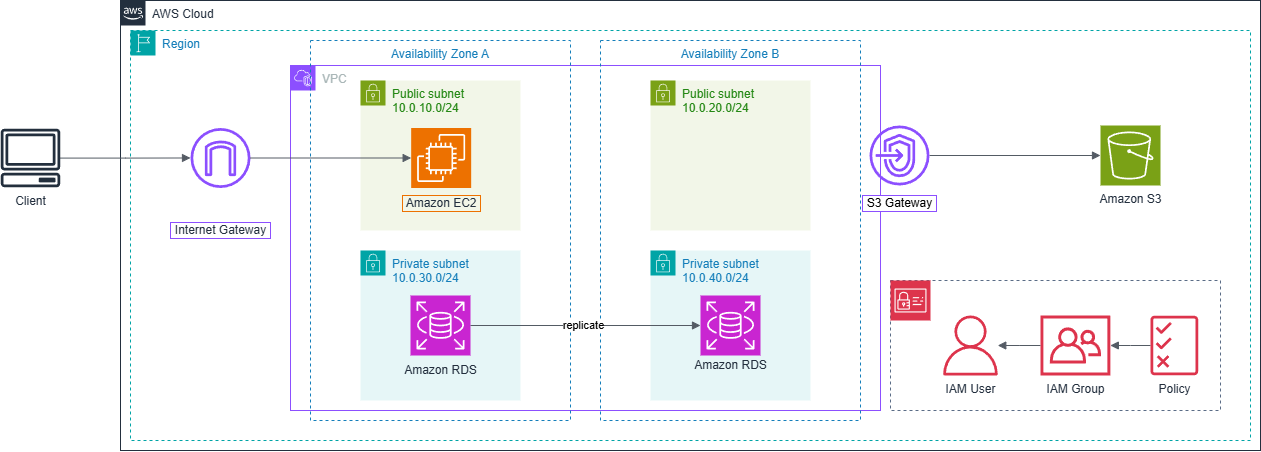 aws
AWS Cloud
Region
Availability Zone A
Availability Zone B
VPC
Public subnet
10.0.10.0/24
Public subnet
10.0.20.0/24
Amazon EC2
Client
Internet Gateway
S3 Gateway
Amazon S3
Private subnet
10.0.30.0/24
Private subnet
10.0.40.0/24
replicate
Amazon RDS
Amazon RDS
IAM User
IAM Group
Policy